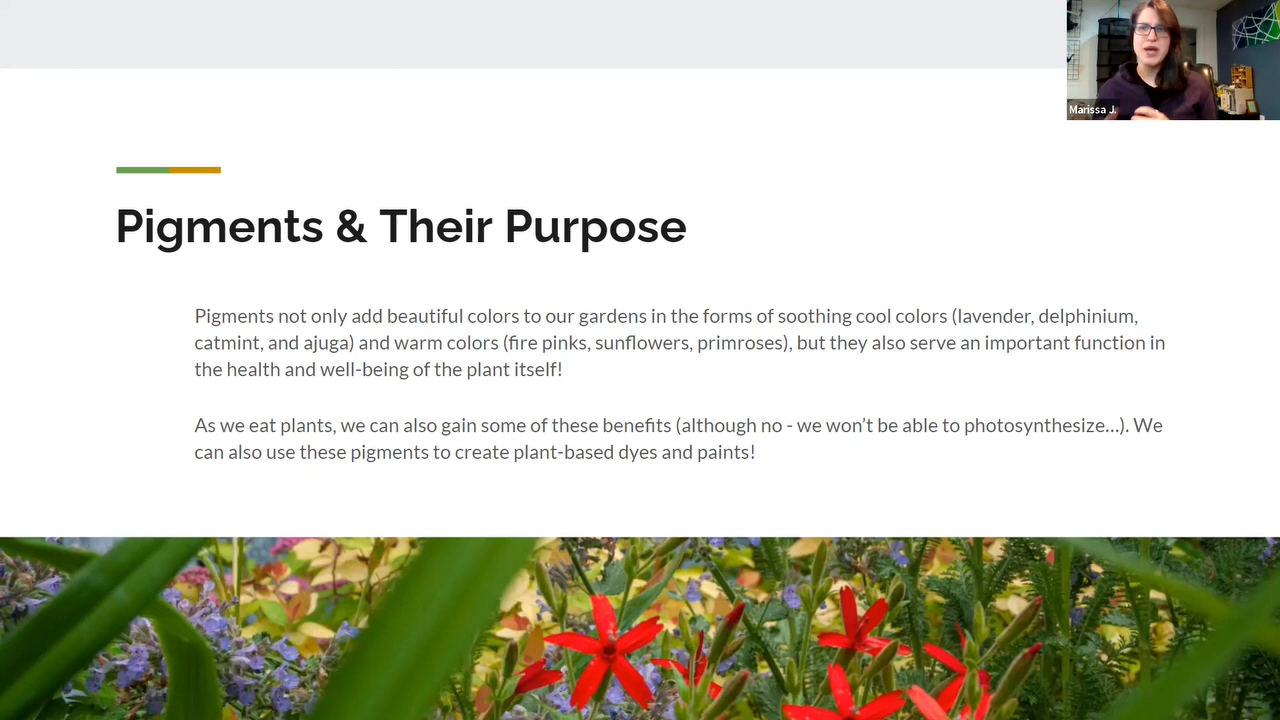 Marissa J.
Pigments & Their Purpose
Pigments not only add beautiful colors to our gardens in the forms of soothing cool colors (lavender, delphinium,
catmint, and ajuga) and warm colors (fire pinks, sunflowers, primroses), but they also serve an important function in
the health and well-being of the plant itself!
As we eat plants, we can also gain some of these benefits (although no - we won’t be able to photosynthesize...). We
can also use these pigments to create plant-based dyes and paints!